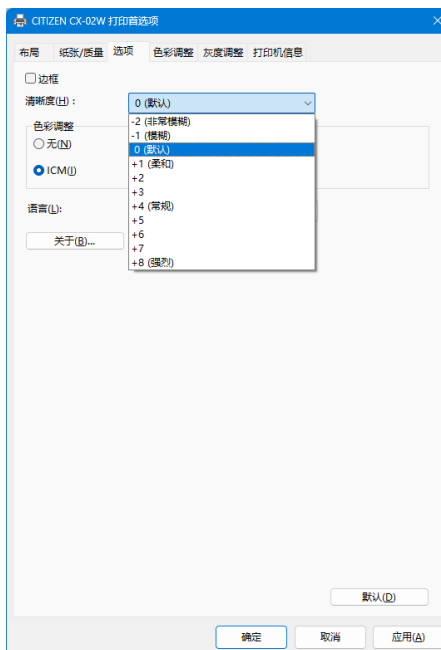 CITIZEN CX-02W 打印首选项
布局 纸张/质量 选项 色彩调整 灰度调整 打印机信息
边框
清晰度(H)： 0 (默认)
-2 (非常模糊)
色彩调整
-1 (模糊)
无(N)
0 (默认)
+1 (柔和)
ICM(I)
+2
+3
语言(L):
+4 (常规)
+5
关于(B)...
+6
+7
+8 (强烈)
默认(D)
确定 取消 应用(A)